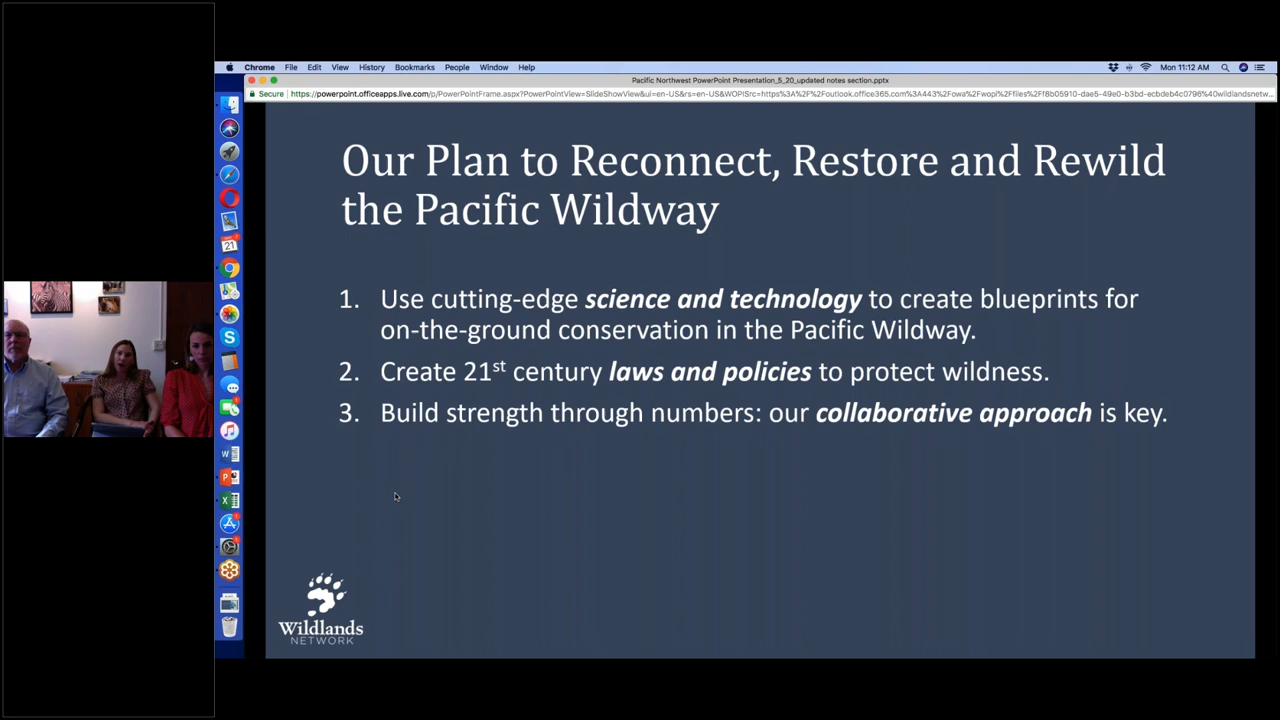 Chrome File Edit View History Bookmarks People Window Help Mon 11:12 AM
Pacific Northwest PowerPoint Presentation_5_20_updated notes section.pptx
Secure https://powerpoint.officeapps.live.com/p/PowerPointFrame.aspx?PowerPointView=SlideShowView&ui=en-US&rs=en-US&WOPISrc=https%3A%2F%2Foutlook.office365.com%3A443%2Fowa%2Fwopi%2Ffiles%2Ff8b05910-dae5-49e0-b3bd-ecbdeb4c0796%40wildlandsnetw...
Our Plan to Reconnect, Restore and Rewild
the Pacific Wildway
1. Use cutting-edge science and technology to create blueprints for
on-the-ground conservation in the Pacific Wildway.
2. Create 21st century laws and policies to protect wildness.
3. Build strength through numbers: our collaborative approach is key.
21
Wildlands
NETWORK